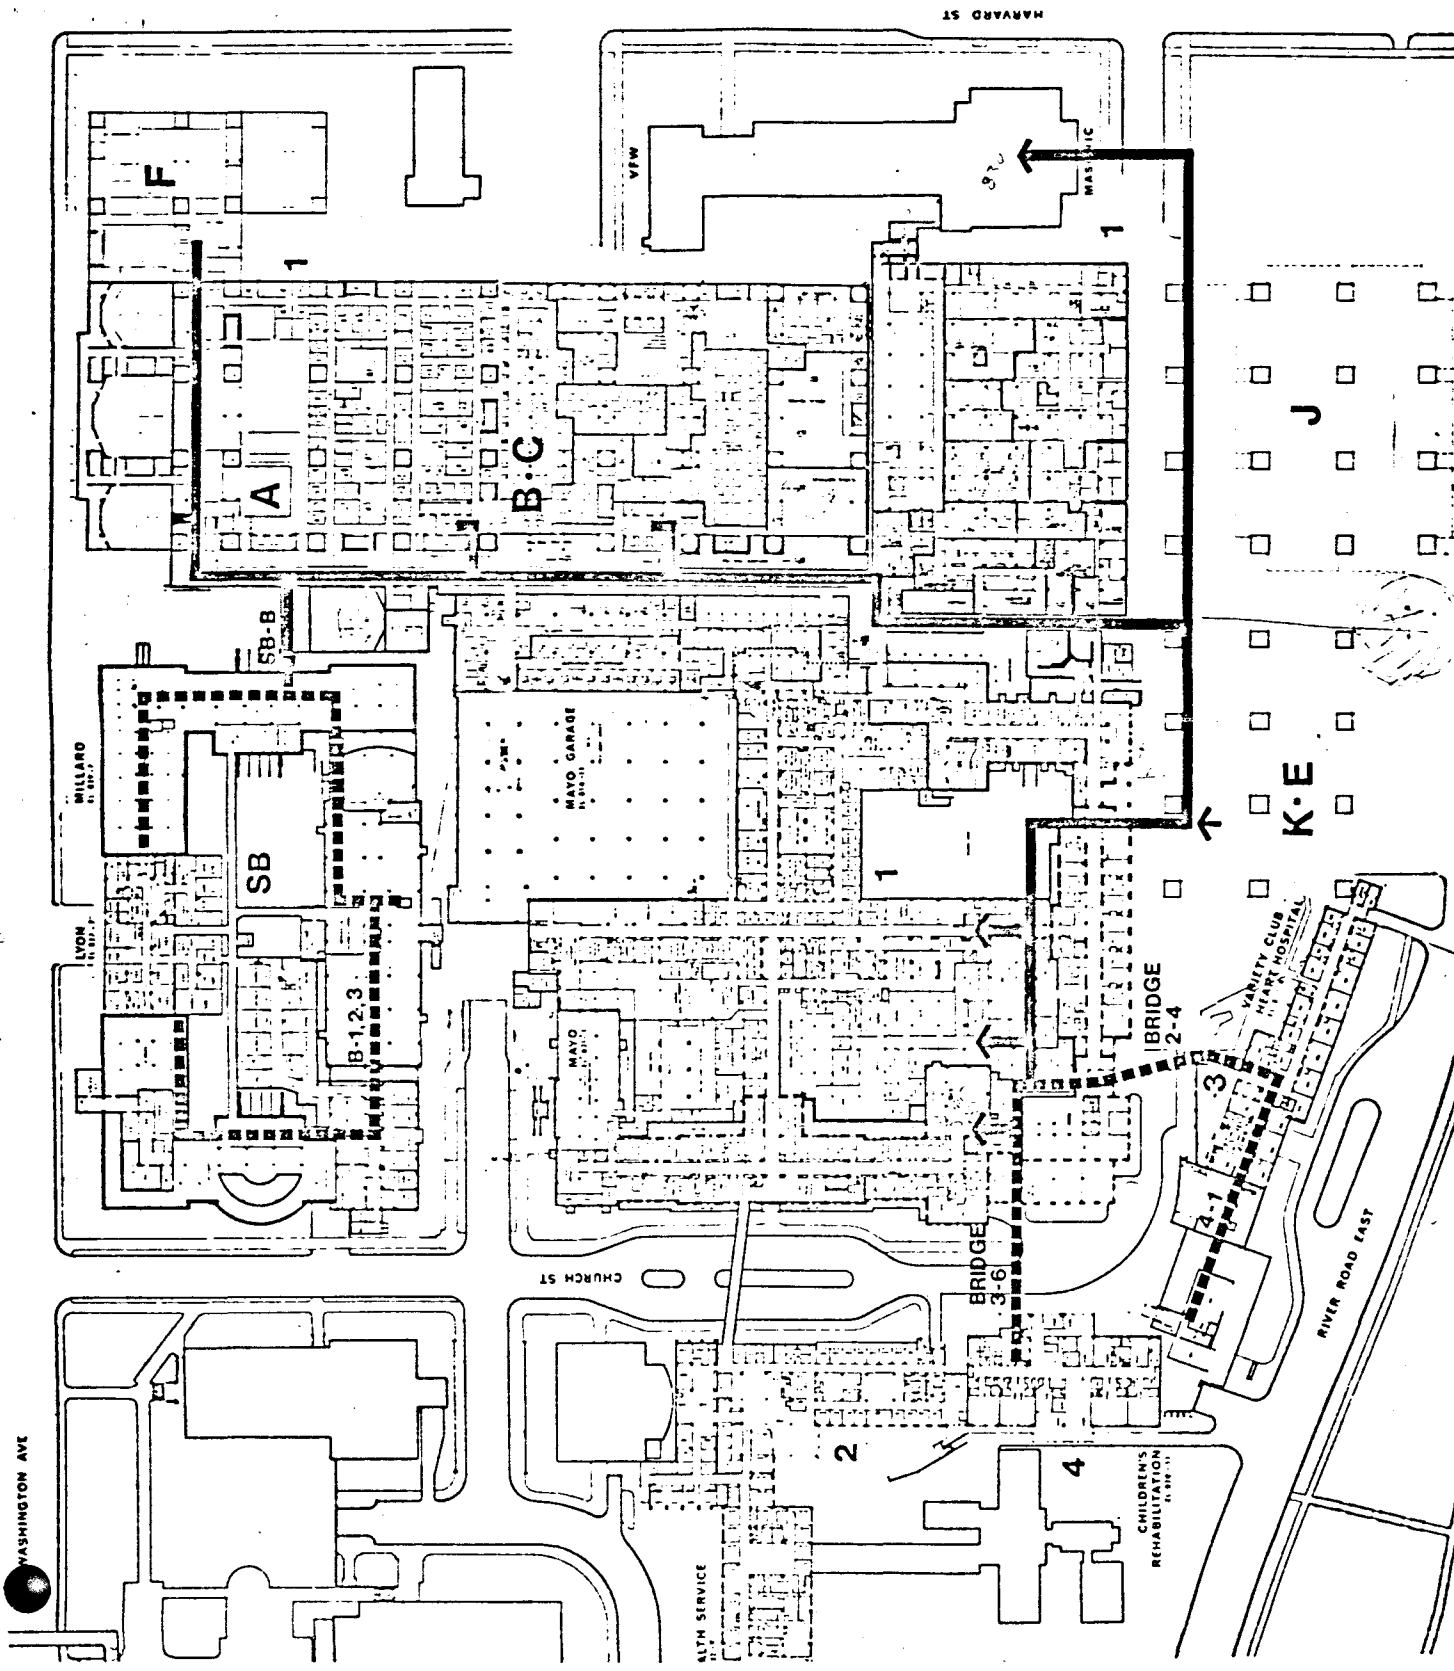 HARVARD ST
F
VFW
MASONIC
1
1
J
A
B·C
SB-B
MILLARD
MAYO GARAGE
K·E
SB
1
LYON
VARIETY CLUB
HEART HOSPITAL
B-1,2,3
MAYO
BRIDGE
2-4
3
4-1
BRIDGE
3-6
CHURCH ST
RIVER ROAD EAST
2
4
WASHINGTON AVE
CHILDREN'S
REHABILITATION
ALTH SERVICE